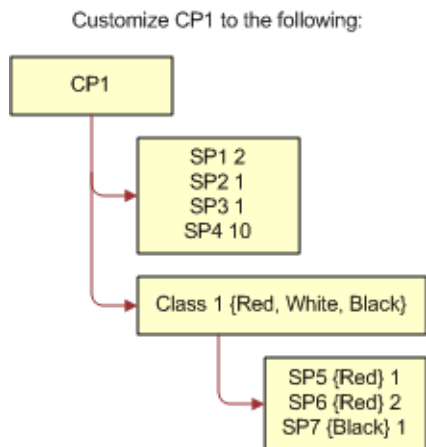 Customize CP1 to the following:
CP1
SP1 2
SP2 1
SP3 1
SP4 10
Class 1 {Red, White, Black}
SP5 {Red} 1
SP6 {Red} 2
SP7 {Black} 1